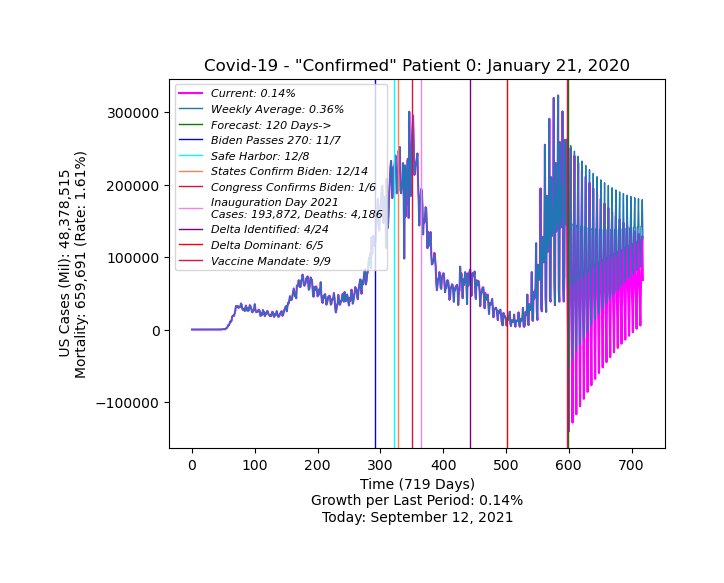 Covid-19 - "Confirmed" Patient 0: January 21, 2020
Current: 0.14%
Weekly Average: 0.36%
Forecast: 120 Days->
Biden Passes 270: 11/7
Safe Harbor: 12/8
States Confirm Biden: 12/14
Congress Confirms Biden: 1/6
Inauguration Day 2021
Cases: 193,872, Deaths: 4,186
Delta Identified: 4/24
Delta Dominant: 6/5
Vaccine Mandate: 9/9
US Cases (Mil): 48,378,515
Mortality: 659,691 (Rate: 1.61%)
300000
200000
100000
0
−100000
0 100 200 300 400 500 600 700
Time (719 Days)
Growth per Last Period: 0.14%
Today: September 12, 2021